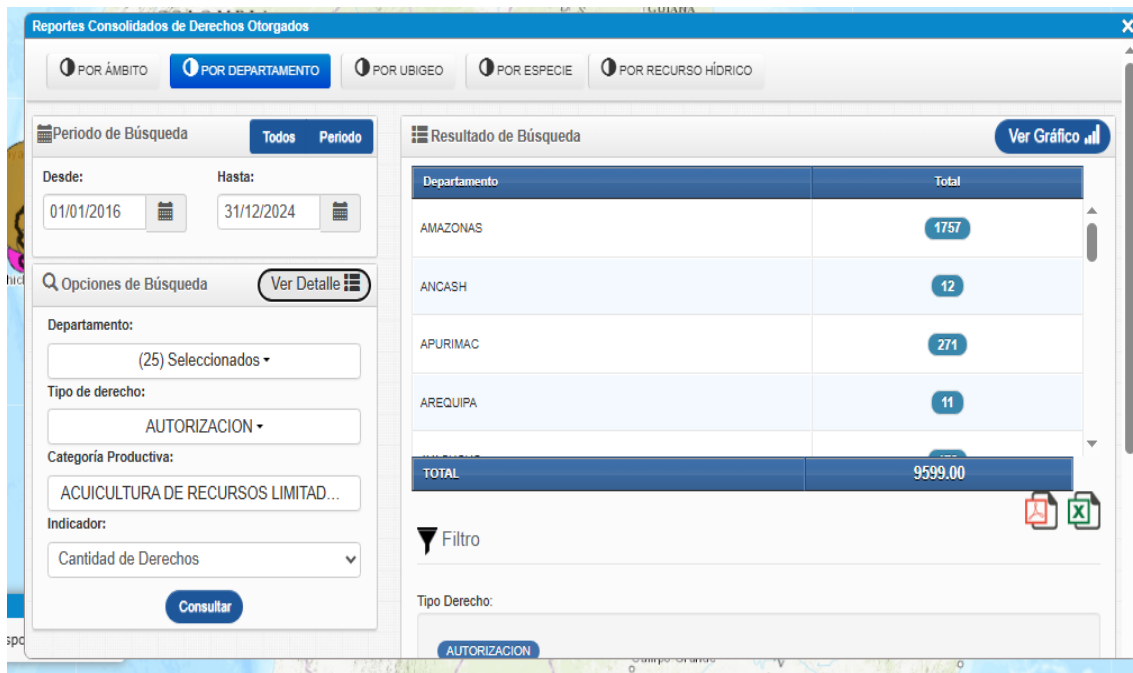 Reportes Consolidados de Derechos Otorgados
POR ÁMBITO
POR DEPARTAMENTO
POR UBIGEO
POR ESPECIE
POR RECURSO HÍDRICO
Periodo de Búsqueda
Todos Periodo
Desde: Hasta:
01/01/2016 31/12/2024
Opciones de Búsqueda
Ver Detalle
Departamento:
(25) Seleccionados
Tipo de derecho:
AUTORIZACION
Categoría Productiva:
ACUICULTURA DE RECURSOS LIMITAD...
Indicador:
Cantidad de Derechos
Consultar
Resultado de Búsqueda
Ver Gráfico
Departamento Total
AMAZONAS 1757
ANCASH 12
APURIMAC 271
AREQUIPA 11
TOTAL 9599.00
Filtro
Tipo Derecho:
AUTORIZACION